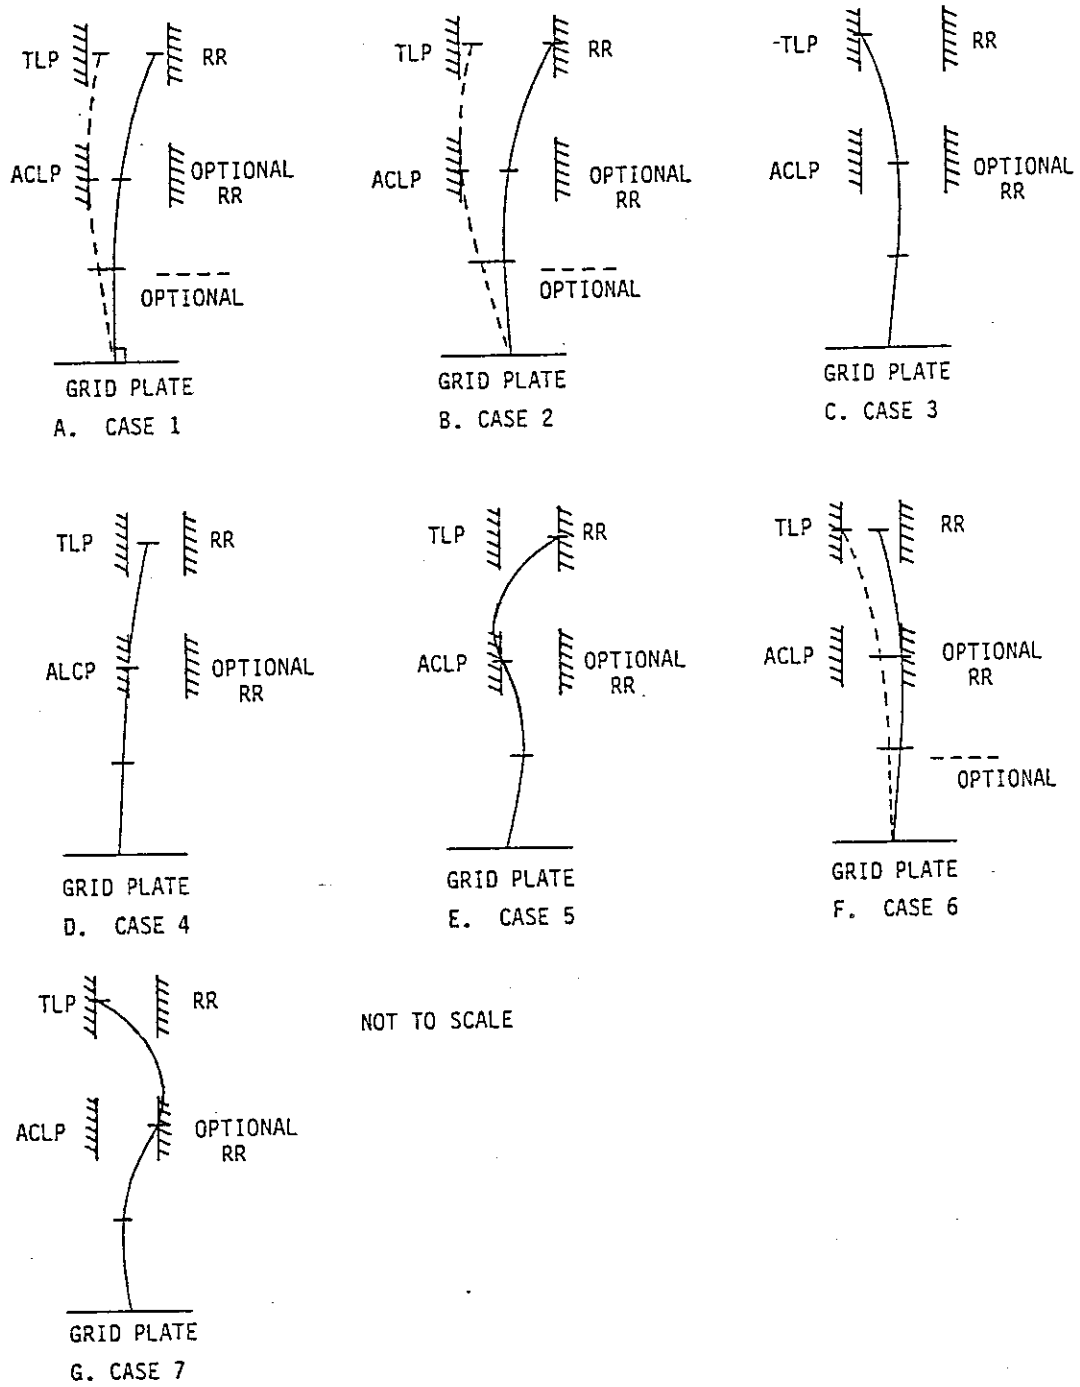 TLP
RR
ACLP
OPTIONAL
RR
OPTIONAL
GRID PLATE
A. CASE 1
TLP
RR
ACLP
OPTIONAL
RR
OPTIONAL
GRID PLATE
B. CASE 2
-TLP
RR
ACLP
OPTIONAL
RR
GRID PLATE
C. CASE 3
TLP
RR
ALCP
OPTIONAL
RR
GRID PLATE
D. CASE 4
TLP
RR
ACLP
OPTIONAL
RR
GRID PLATE
E. CASE 5
TLP
RR
ACLP
OPTIONAL
RR
OPTIONAL
GRID PLATE
F. CASE 6
TLP
RR
NOT TO SCALE
ACLP
OPTIONAL
RR
GRID PLATE
G. CASE 7